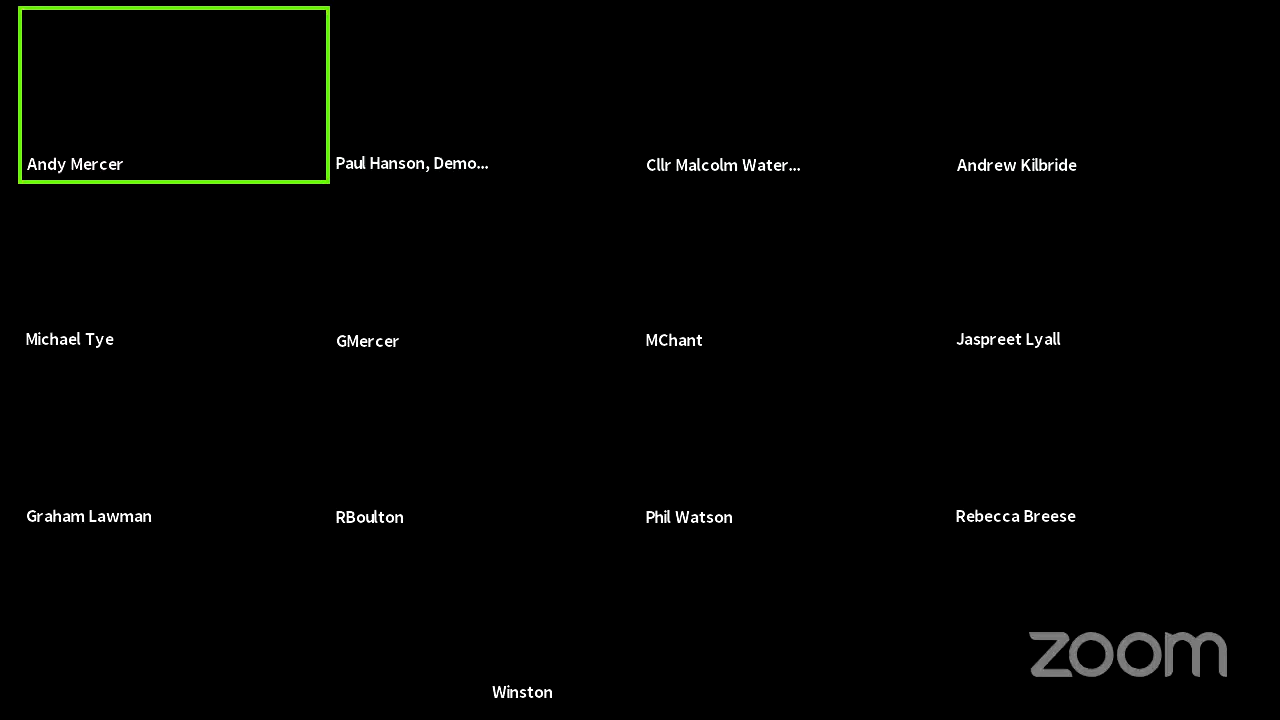 Andy Mercer
Paul Hanson, Demo...
Cllr Malcolm Water...
Andrew Kilbride
Michael Tye
GMercer
MChant
Jaspreet Lyall
Graham Lawman
RBoulton
Phil Watson
Rebecca Breese
Winston
zoom